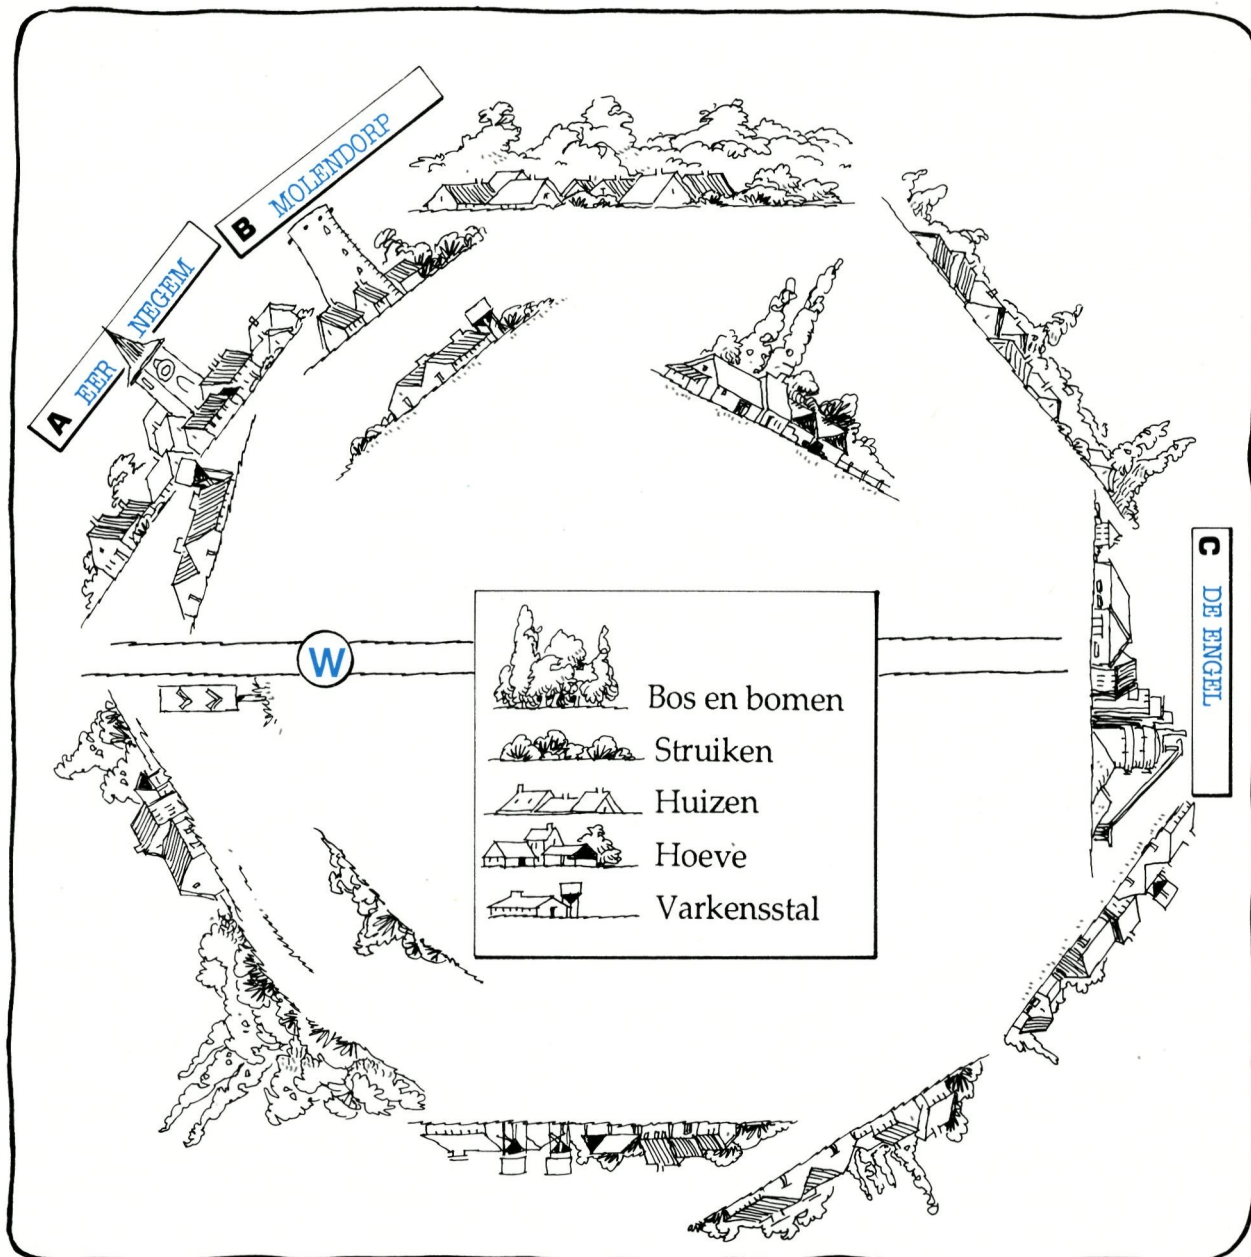 B MOLENDORP
A EER NEGEM
C DE ENGEL
W
Bos en bomen
Struiken
Huizen
Hoeve
Varkensstal